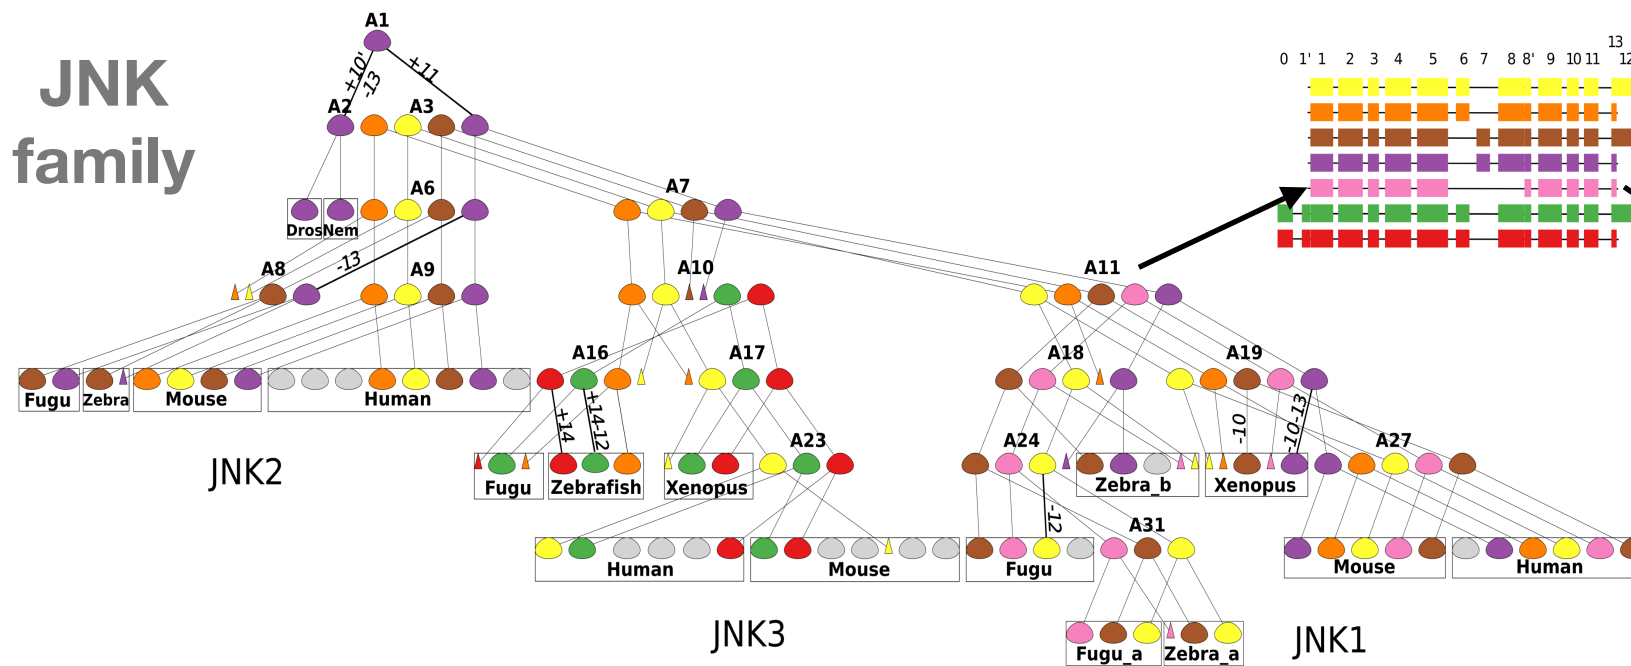 A1
JNK
family
+10'
-13
+11
13
0 1' 1 2 3 4 5 6 7 8 8' 9 10 11 12
A2 A3
A6 A7
Dros Nem
A8 -13 A9 A10 A11
A16 A17 A18 A19
Fugu Zebra Mouse Human
+14 +14-12 -10 -10-13
JNK2
A23 A24 A27
Fugu Zebrafish Xenopus Zebra_b Xenopus
-12
A31
Human Mouse Fugu Mouse Human
JNK3 JNK1
Fugu_a Zebra_a